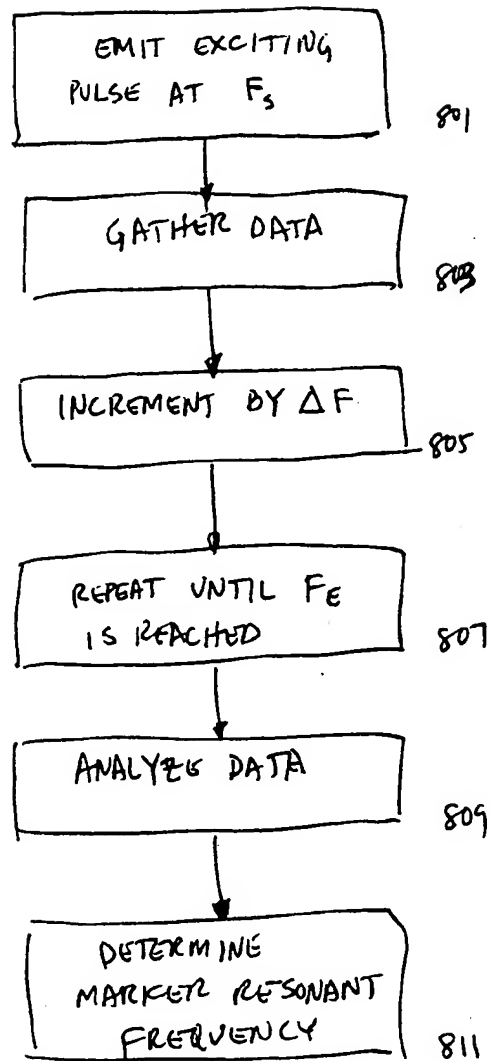 EMIT EXCITING
PULSE AT Fs
801
GATHER DATA
803
INCREMENT BY ΔF
805
REPEAT UNTIL FE
IS REACHED
807
ANALYZE DATA
809
DETERMINE
MARKER RESONANT
FREQUENCY
811